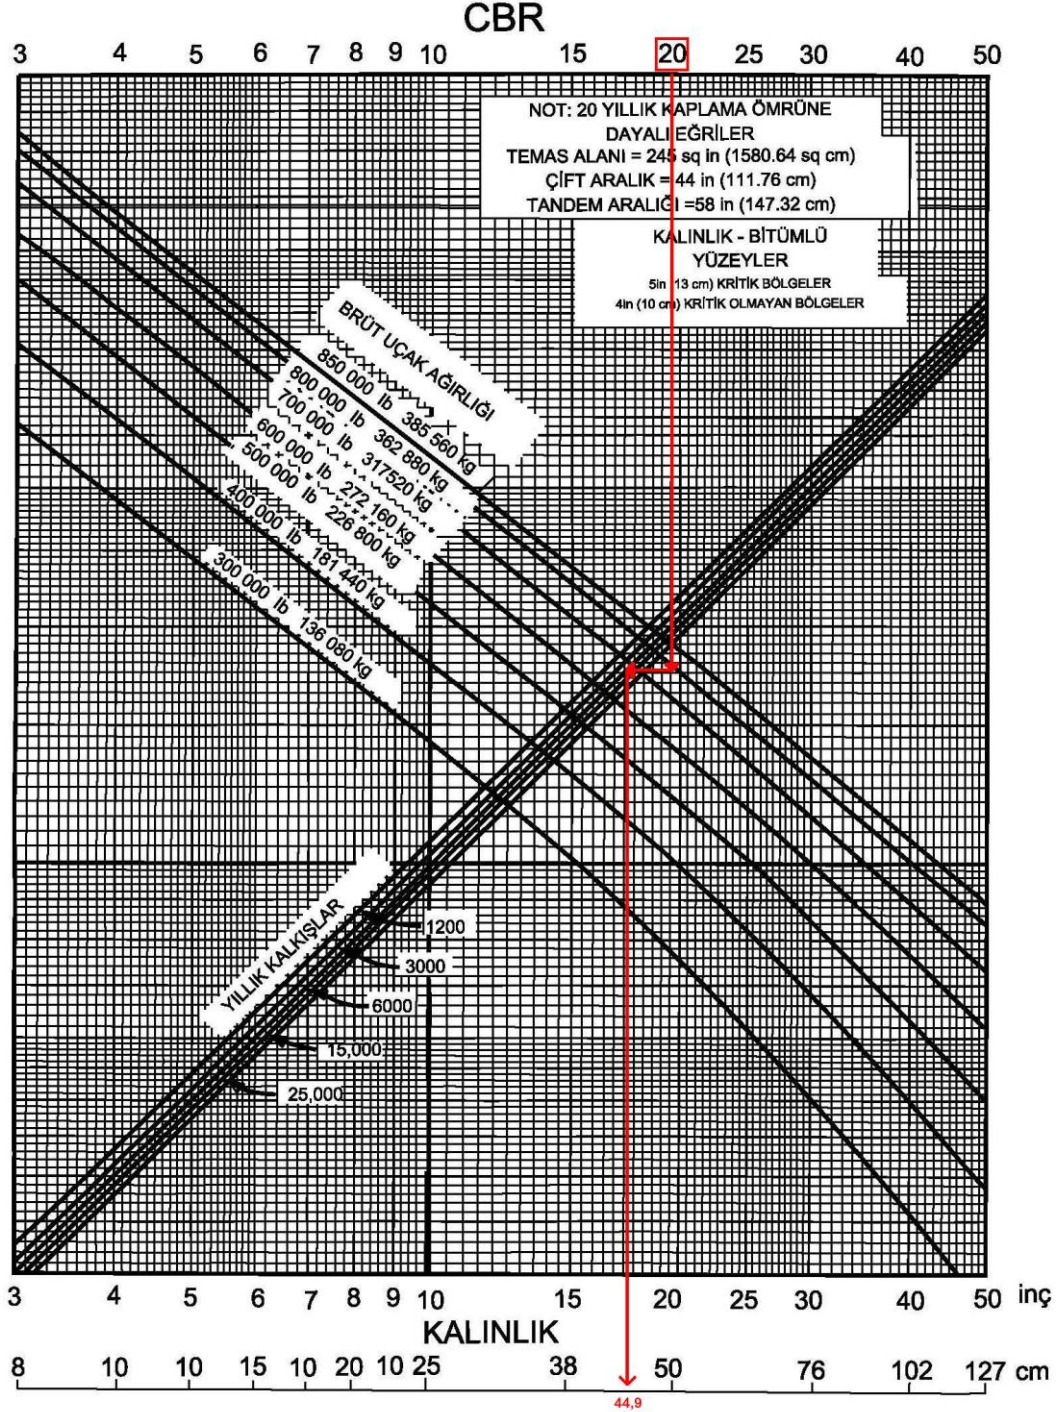 CBR
3 4 5 6 7 8 9 10 15 20 25 30 40 50
NOT: 20 YILLIK KAPLAMA ÖMRÜNE
DAYALI EĞRİLER
TEMAS ALANI = 245 sq in (1580.64 sq cm)
ÇİFT ARALIK = 44 in (111.76 cm)
TANDEM ARALIĞI =58 in (147.32 cm)
KALINLIK - BİTÜMLÜ
YÜZEYLER
5in (13 cm) KRİTİK BÖLGELER
4in (10 cm) KRİTİK OLMAYAN BÖLGELER
BRÜT UÇAK AĞIRLIĞI
850 000 lb 385 560 kg
800 000 lb 362 880 kg
700 000 lb 317520 kg
600 000 lb 272 160 kg
500 000 lb 226 800 kg
400 000 lb 181 440 kg
300 000 lb 136 080 kg
YILLIK KALKIŞLAR
1200
3000
6000
15,000
25,000
3 4 5 6 7 8 9 10 15 20 25 30 40 50 inç
KALINLIK
8 10 10 15 10 20 10 25 38 50 76 102 127 cm
44,9